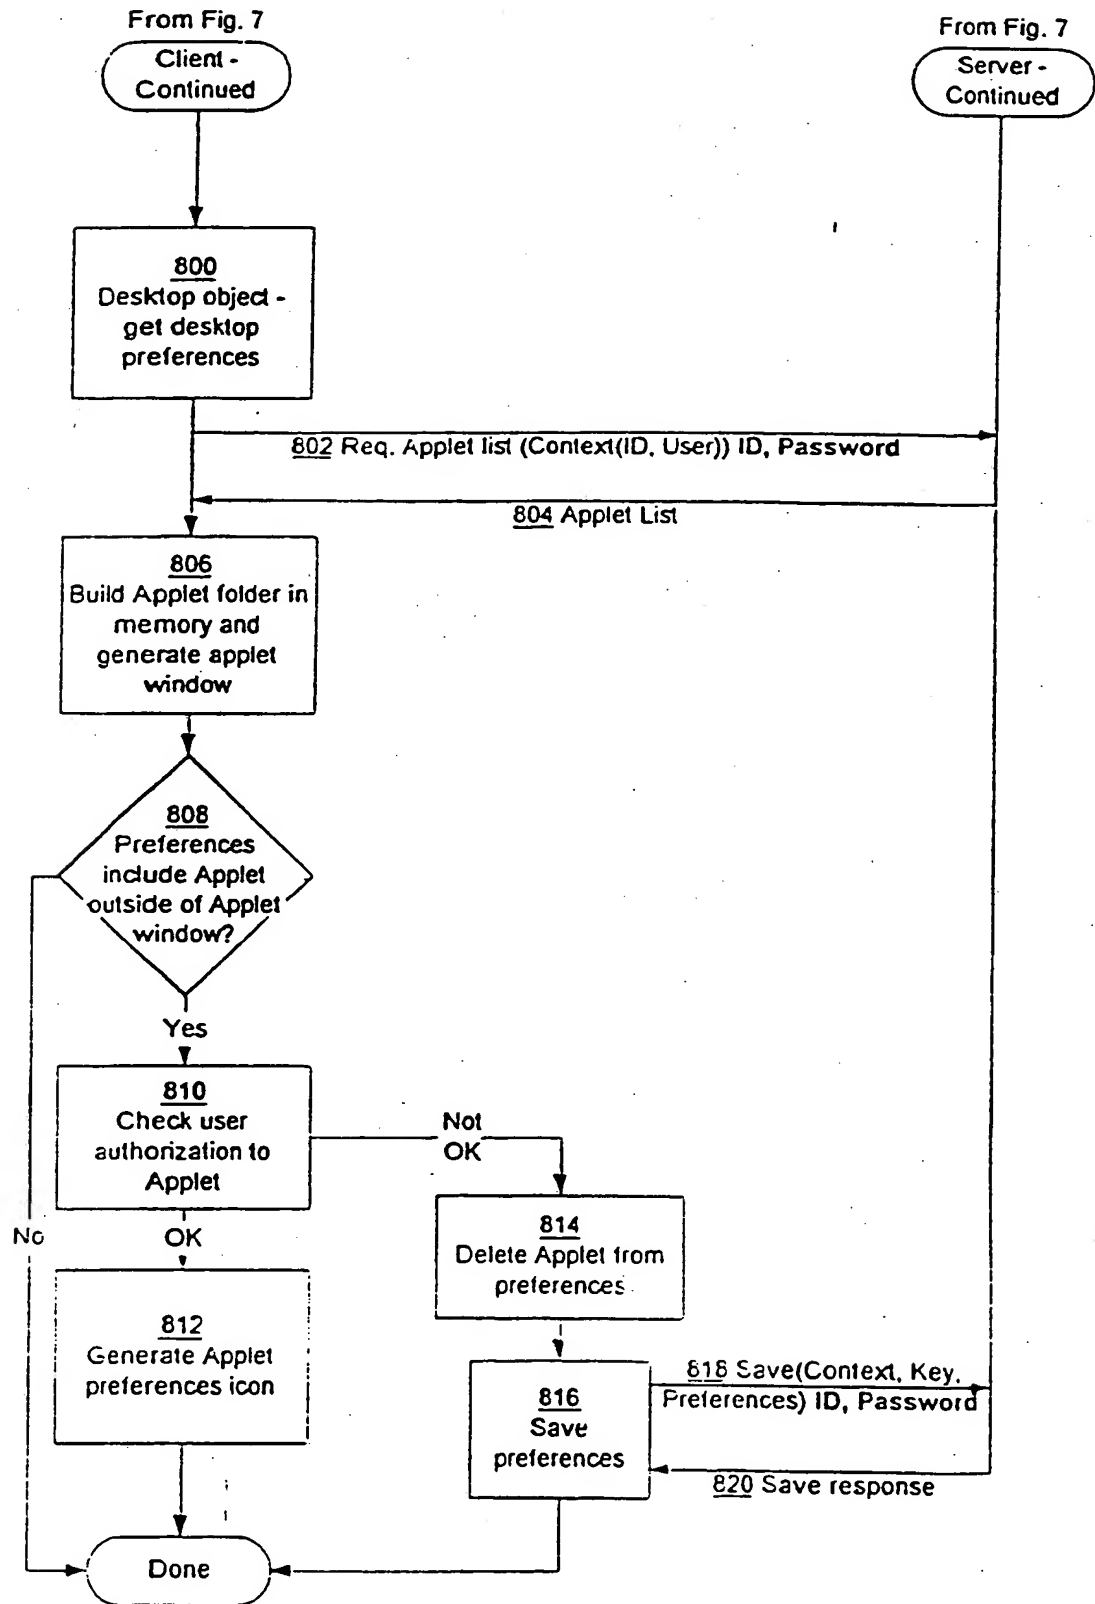 From Fig. 7
Client -
Continued
From Fig. 7
Server -
Continued
800
Desktop object -
get desktop
preferences
802 Req. Applet list (Context(ID, User)) ID, Password
804 Applet List
806
Build Applet folder in
memory and
generate applet
window
808
Preferences
include Applet
outside of Applet
window?
Yes
810
Check user
authorization to
Applet
Not
OK
No
OK
814
Delete Applet from
preferences
812
Generate Applet
preferences icon
816
Save
preferences
818 Save(Context, Key,
Preferences) ID, Password
820 Save response
Done